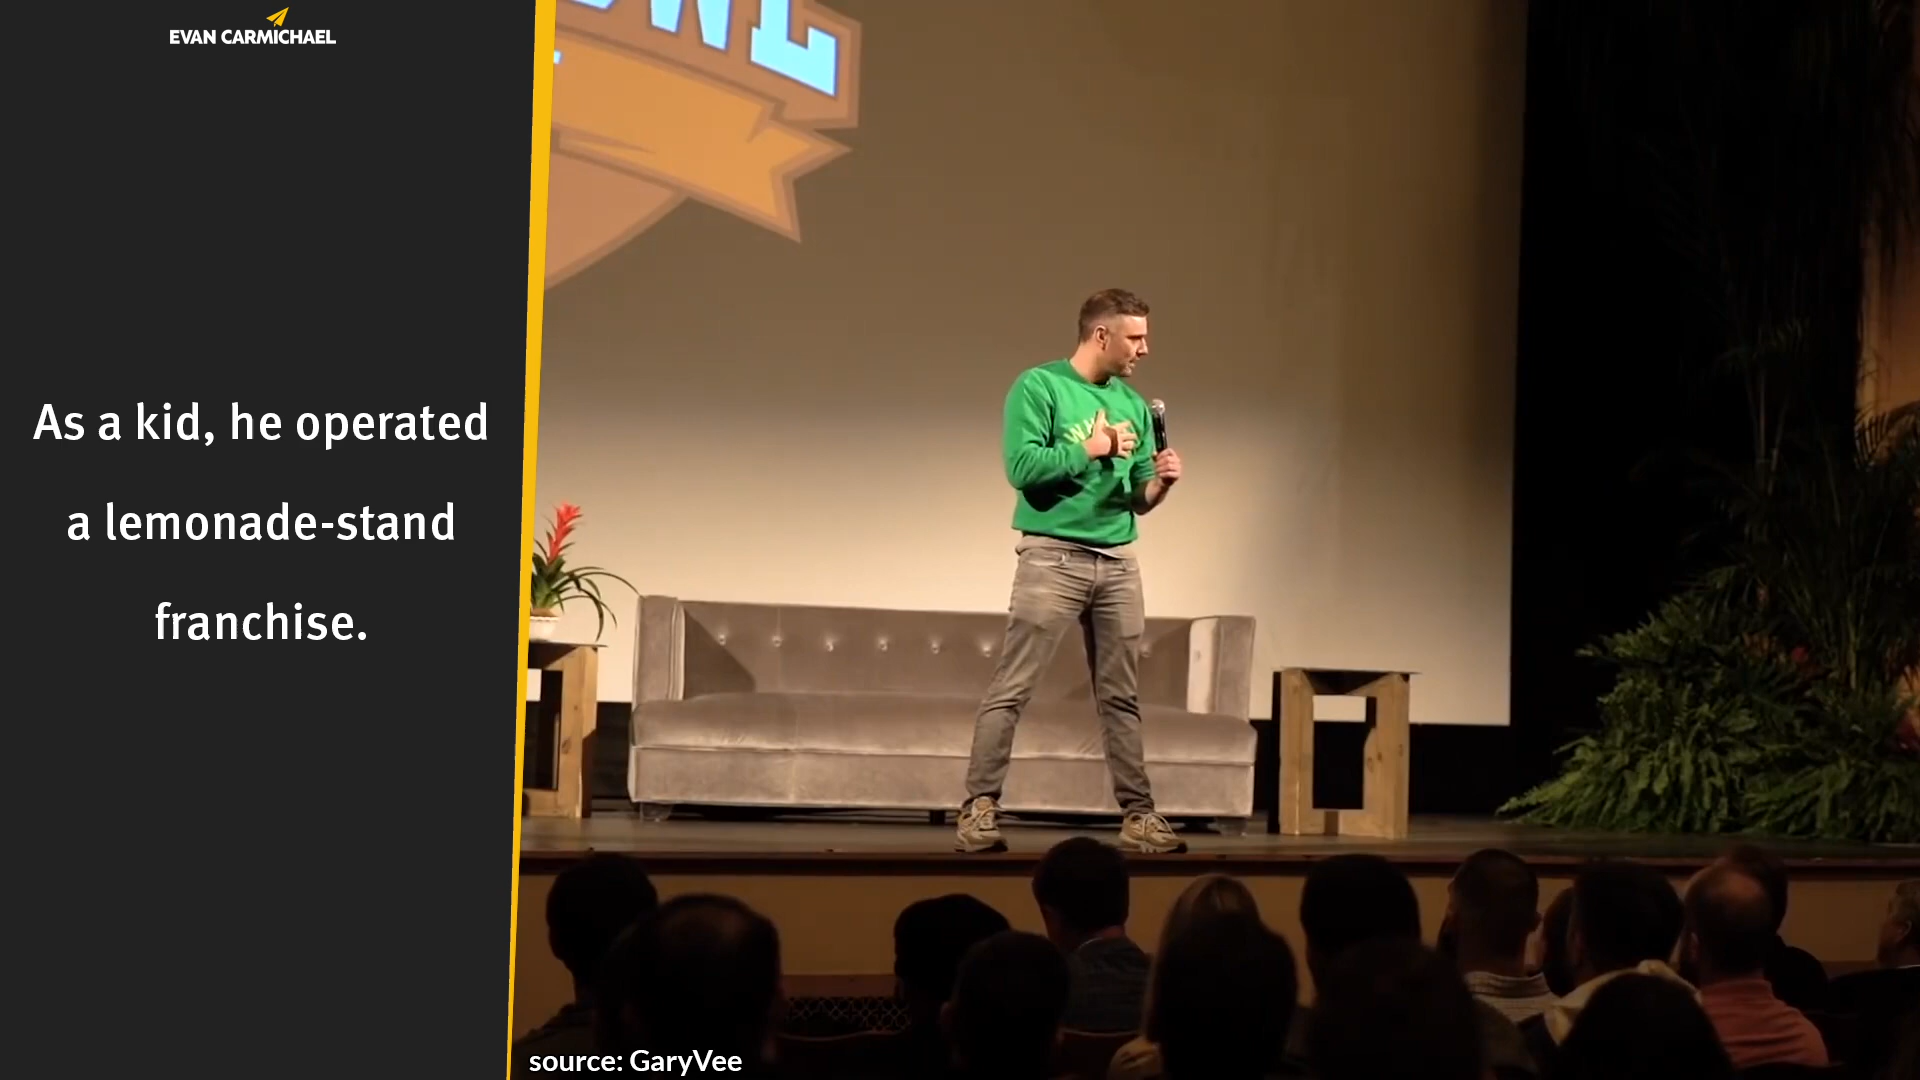 EVAN CARMICHAEL
As a kid, he operated
a lemonade-stand
franchise.
source: GaryVee